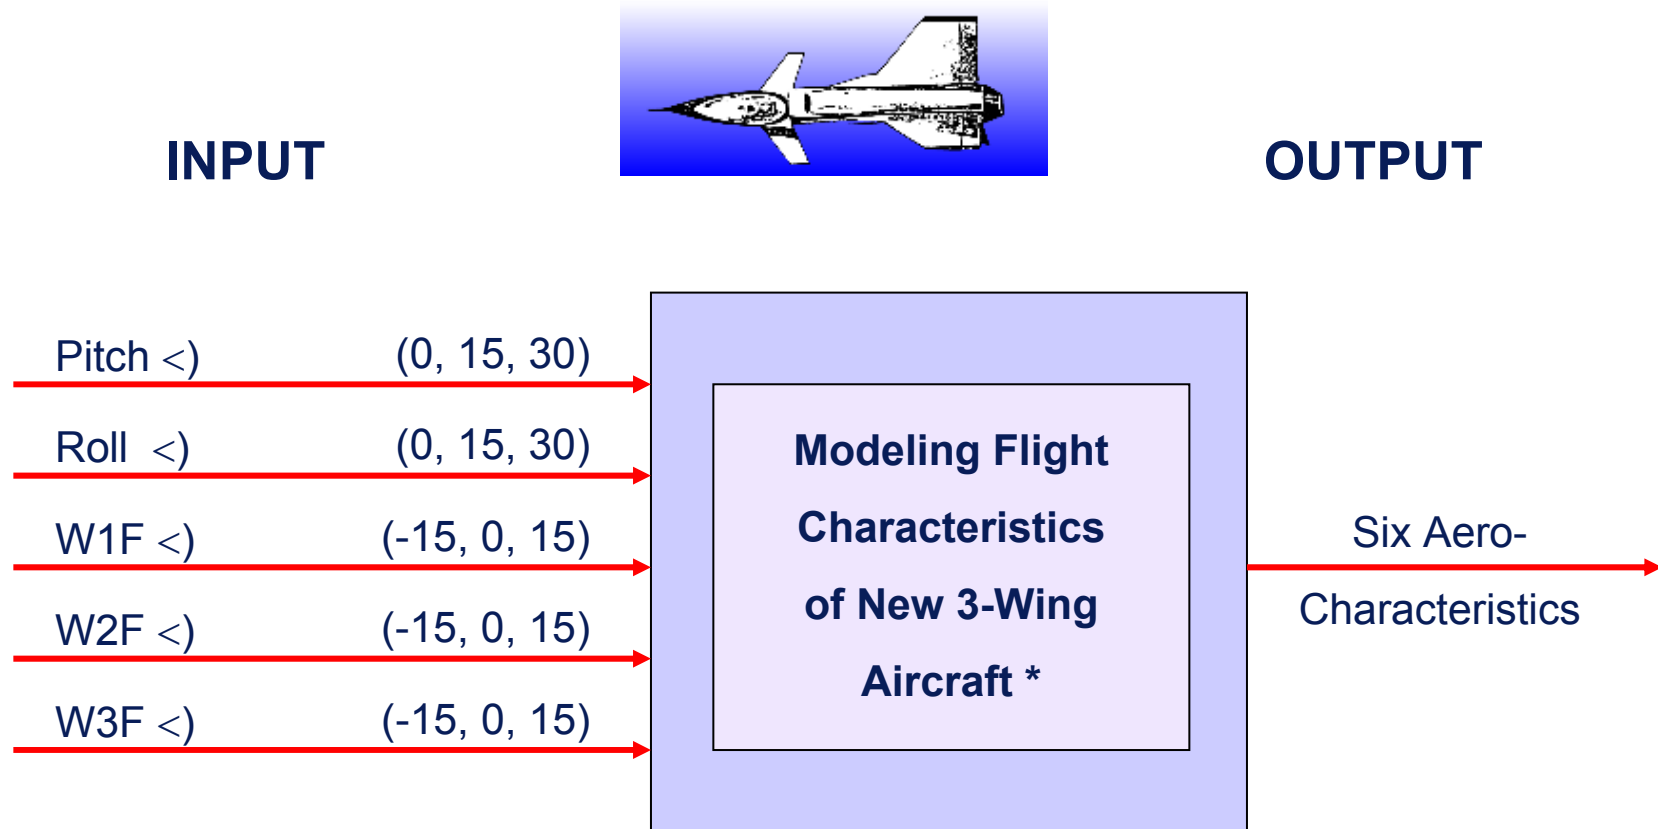 INPUT
OUTPUT
Pitch <) (0, 15, 30)
Roll <) (0, 15, 30)
W1F <) (-15, 0, 15)
W2F <) (-15, 0, 15)
W3F <) (-15, 0, 15)
Modeling Flight
Characteristics
of New 3-Wing
Aircraft *
Six Aero-
Characteristics